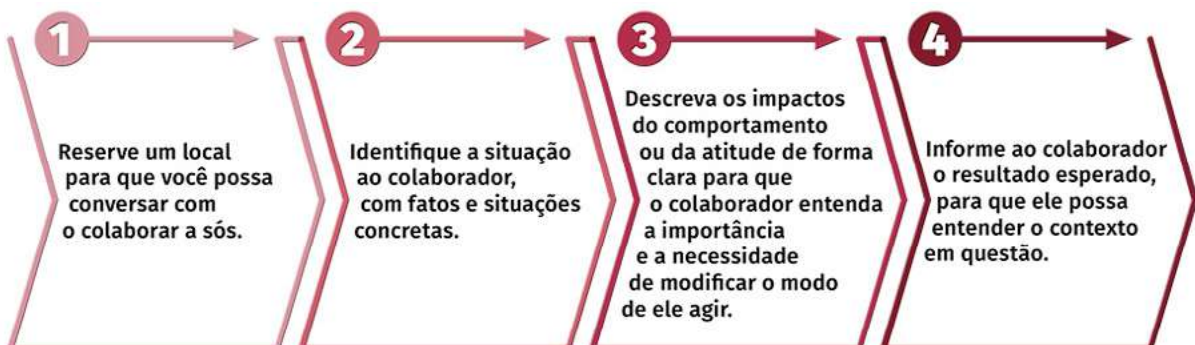 1
Reserve um local
para que você possa
conversar com
o colaborar a sós.
2
Identifique a situação
ao colaborador,
com fatos e situações
concretas.
3
Descreva os impactos
do comportamento
ou da atitude de forma
clara para que
o colaborador entenda
a importância
e a necessidade
de modificar o modo
de ele agir.
4
Informe ao colaborador
o resultado esperado,
para que ele possa
entender o contexto
em questão.